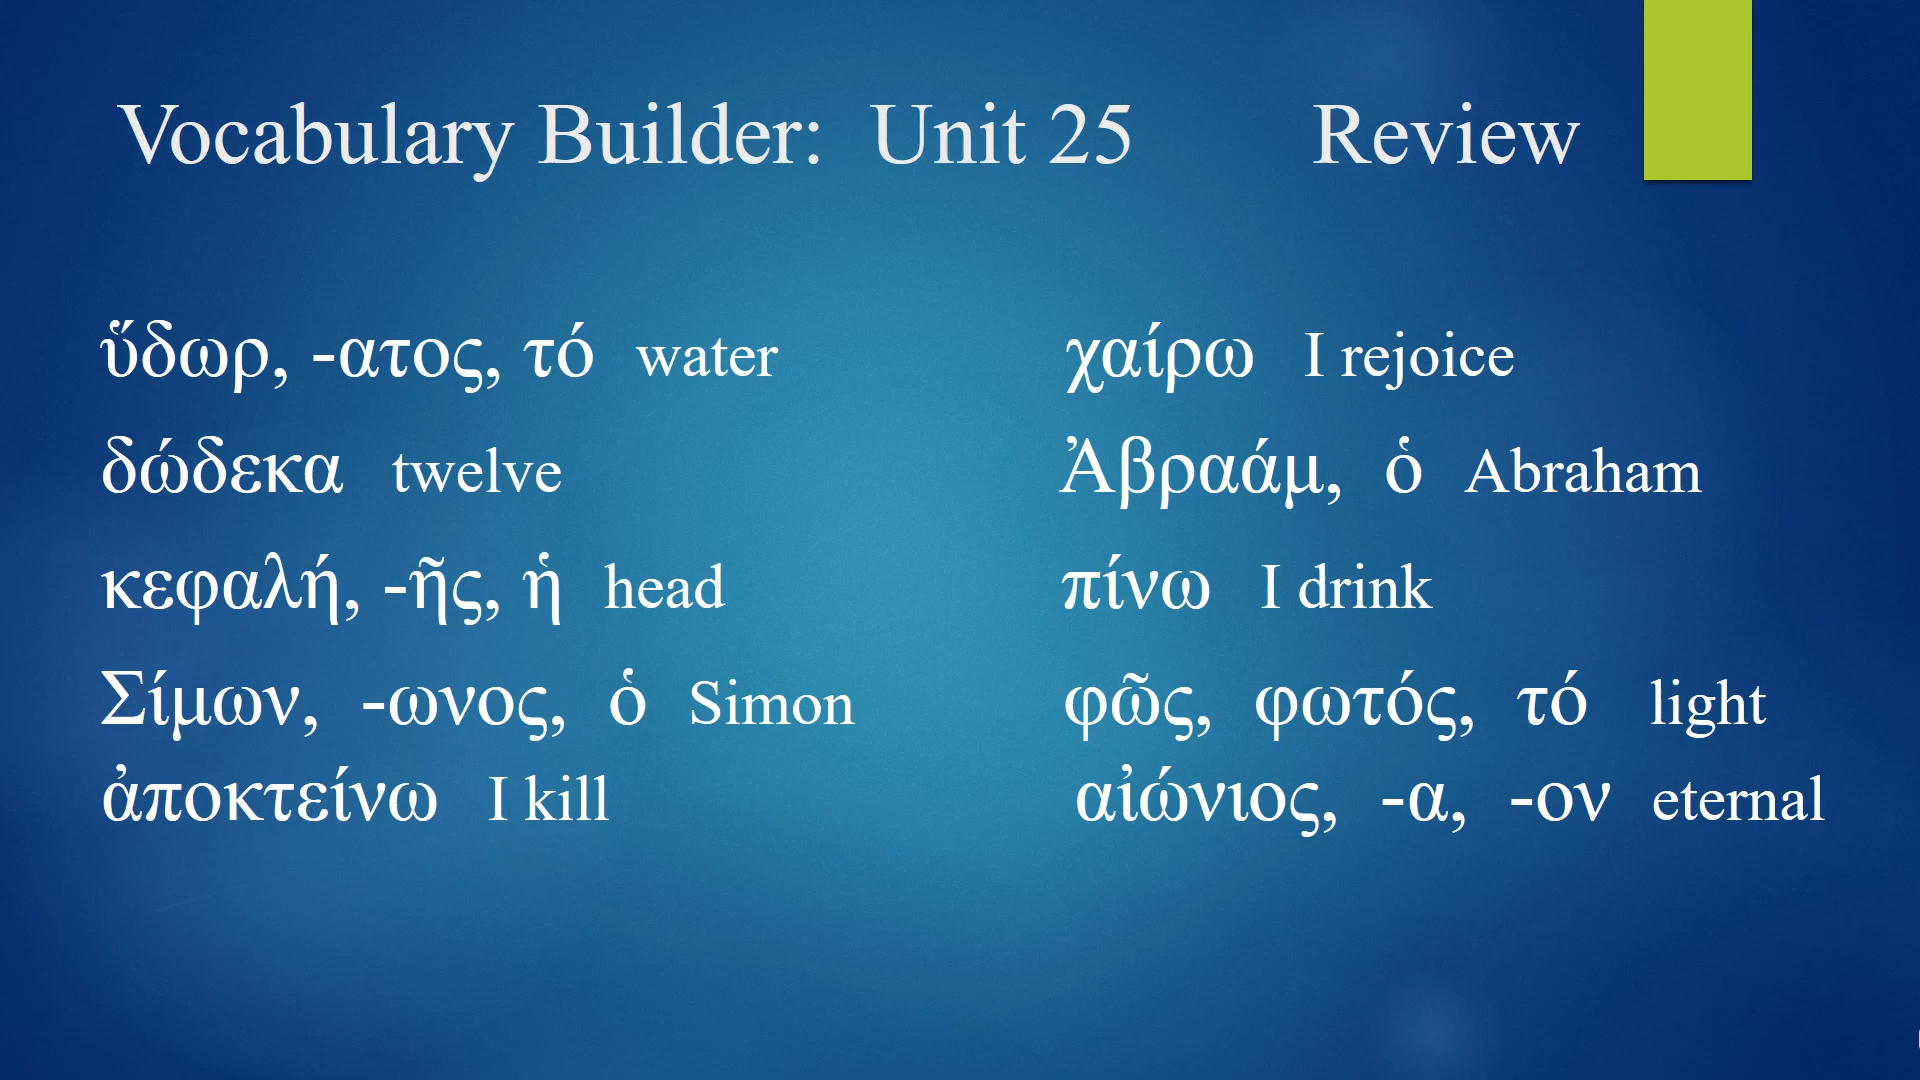 Vocabulary Builder: Unit 25 Review
ὕδωρ, -ατος, τό water
δώδεκα twelve
κεφαλή, -ῆς, ἡ head
Σίμων, -ωνος, ὁ Simon
ἀποκτείνω I kill
χαίρω I rejoice
Ἀβραάμ, ὁ Abraham
πίνω I drink
φῶς, φωτός, τό light
αἰώνιος, -α, -ον eternal